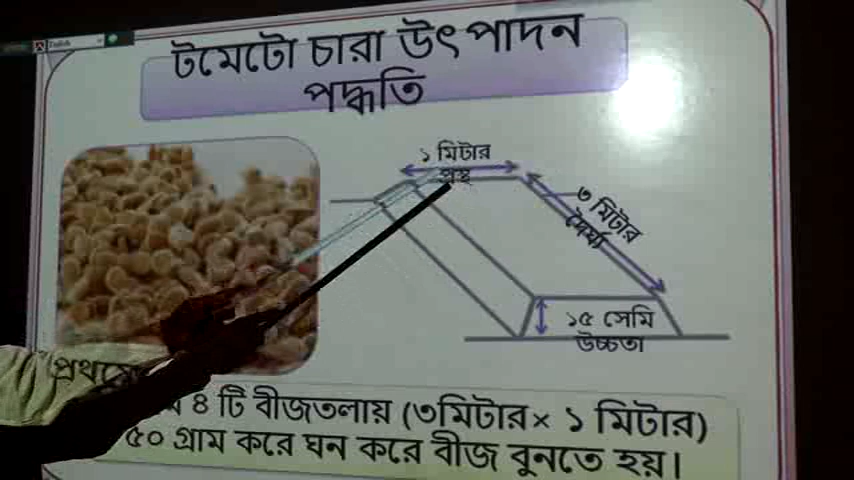 English
টমেটো চারা উৎপাদন
পদ্ধতি
১ মিটার
প্রস্থ
৩ মিটার
দৈর্ঘ্য
১৫ সেমি
উচ্চতা
৪ টি বীজতলায় (৩মিটার× ১ মিটার)
৫০ গ্রাম করে ঘন করে বীজ বুনতে হয়।